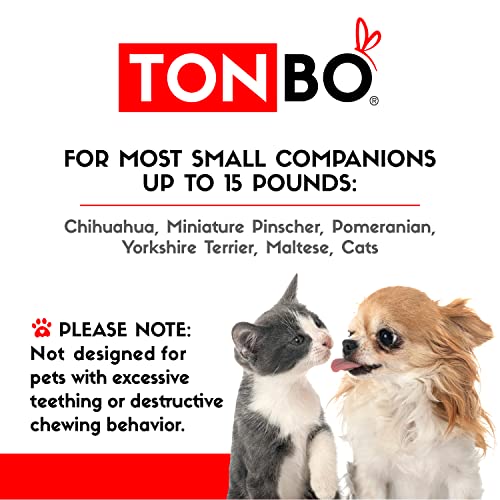 TONBO®
FOR MOST SMALL COMPANIONS
UP TO 15 POUNDS:
Chihuahua, Miniature Pinscher, Pomeranian,
Yorkshire Terrier, Maltese, Cats
PLEASE NOTE:
Not designed for
pets with excessive
teething or destructive
chewing behavior.